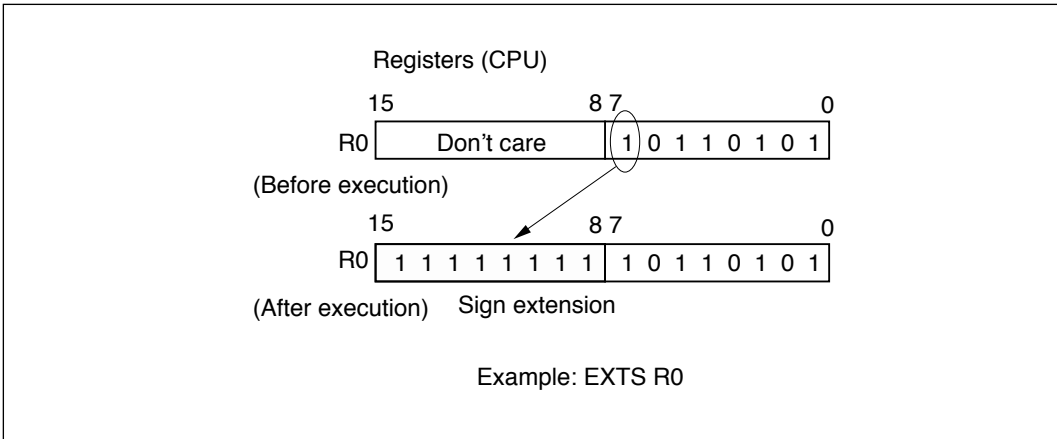 Registers (CPU)
15 8 7 0
R0 Don't care 1 0 1 1 0 1 0 1
(Before execution)
15 8 7 0
R0 1 1 1 1 1 1 1 1 1 0 1 1 0 1 0 1
(After execution) Sign extension
Example: EXTS R0